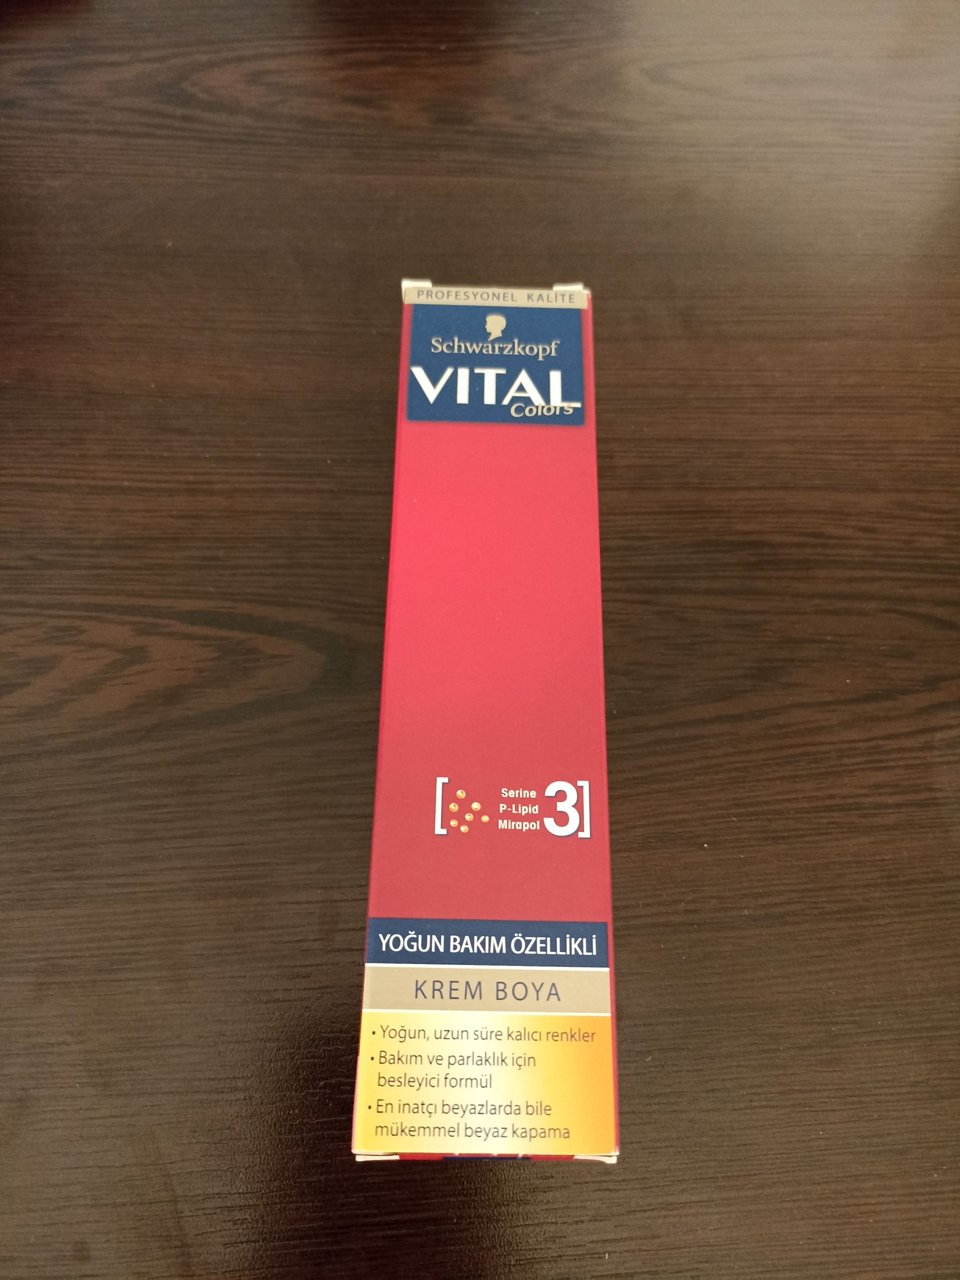 PROFESYONEL KALİTE
Schwarzkopf
VITAL
Colors
[ Serine
P-Lipid
Mirapol 3]
YOĞUN BAKIM ÖZELLİKLİ
KREM BOYA
• Yoğun, uzun süre kalıcı renkler
• Bakım ve parlaklık için
besleyici formül
• En inatçı beyazlarda bile
mükemmel beyaz kapama